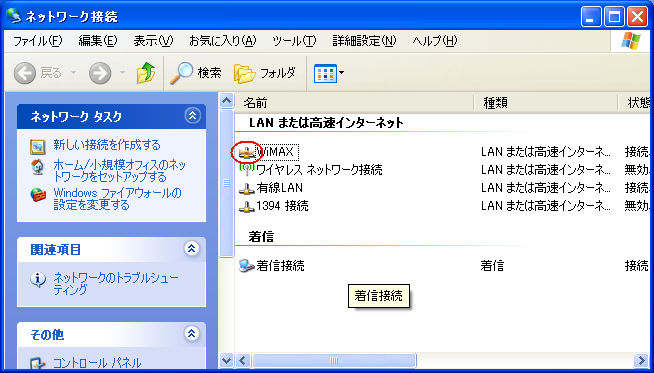 ネットワーク接続
ファイル(F) 編集(E) 表示(V) お気に入り(A) ツール(T) 詳細設定(N) ヘルプ(H)
戻る 検索 フォルダ
ネットワーク タスク
新しい接続を作成する
ホーム/小規模オフィスのネッ
トワークをセットアップする
Windows ファイアウォールの
設定を変更する
関連項目
ネットワークのトラブルシュー
ティング
その他
コントロール パネル
名前 種類 状態
LAN または高速インターネット
WiMAX LAN または高速インターネ... 接続.
ワイヤレス ネットワーク接続 LAN または高速インターネ... 無効.
有線LAN LAN または高速インターネ... 接続.
1394 接続 LAN または高速インターネ... 無効.
着信
着信接続 着信 接続
着信接続